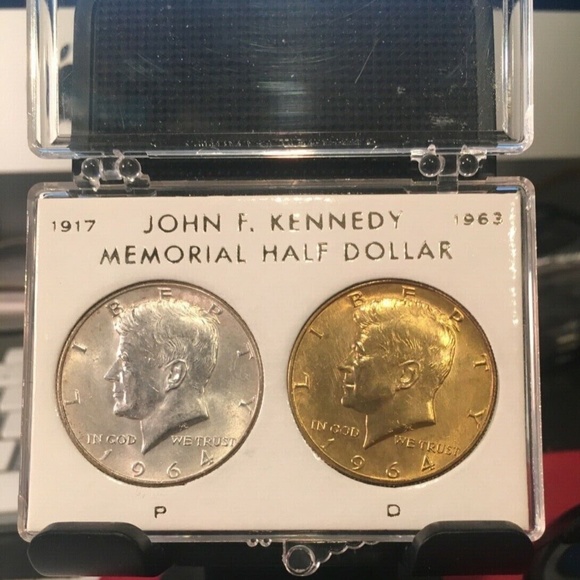 1917 JOHN F. KENNEDY 1963
MEMORIAL HALF DOLLAR
LIBERTY LIBERTY
IN GOD WE TRUST IN GOD WE TRUST
1964 1964
P D